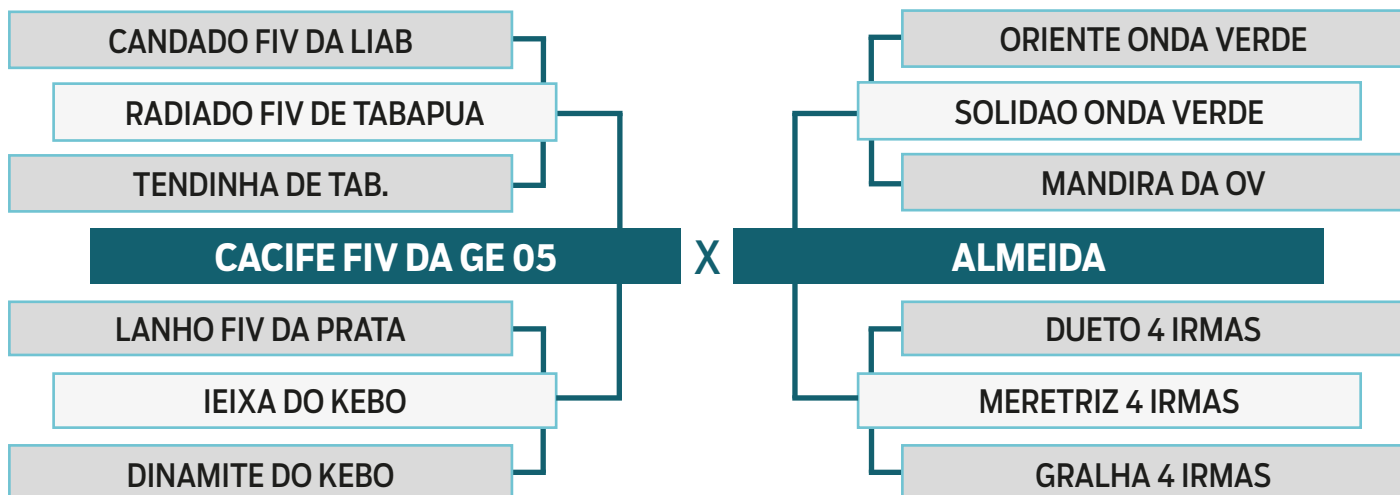 CANDADO FIV DA LIAB
RADIADO FIV DE TABAPUA
TENDINHA DE TAB.
CACIFE FIV DA GE 05
LANHO FIV DA PRATA
IEIXA DO KEBO
DINAMITE DO KEBO
X
ORIENTE ONDA VERDE
SOLIDAO ONDA VERDE
MANDIRA DA OV
ALMEIDA
DUETO 4 IRMAS
MERETRIZ 4 IRMAS
GRALHA 4 IRMAS